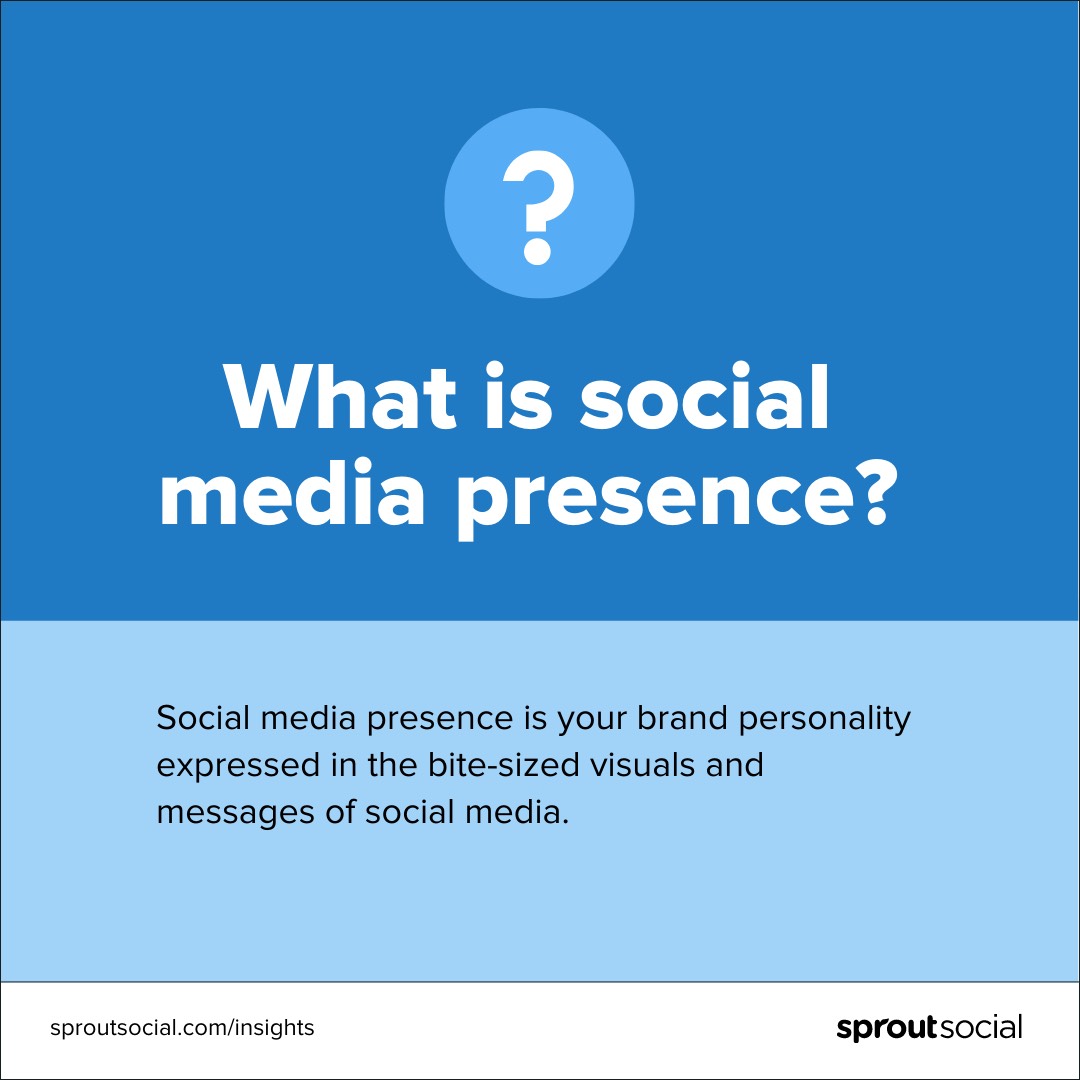 ?
What is social
media presence?
Social media presence is your brand personality
expressed in the bite-sized visuals and
messages of social media.
sproutsocial.com/insights
sproutsocial